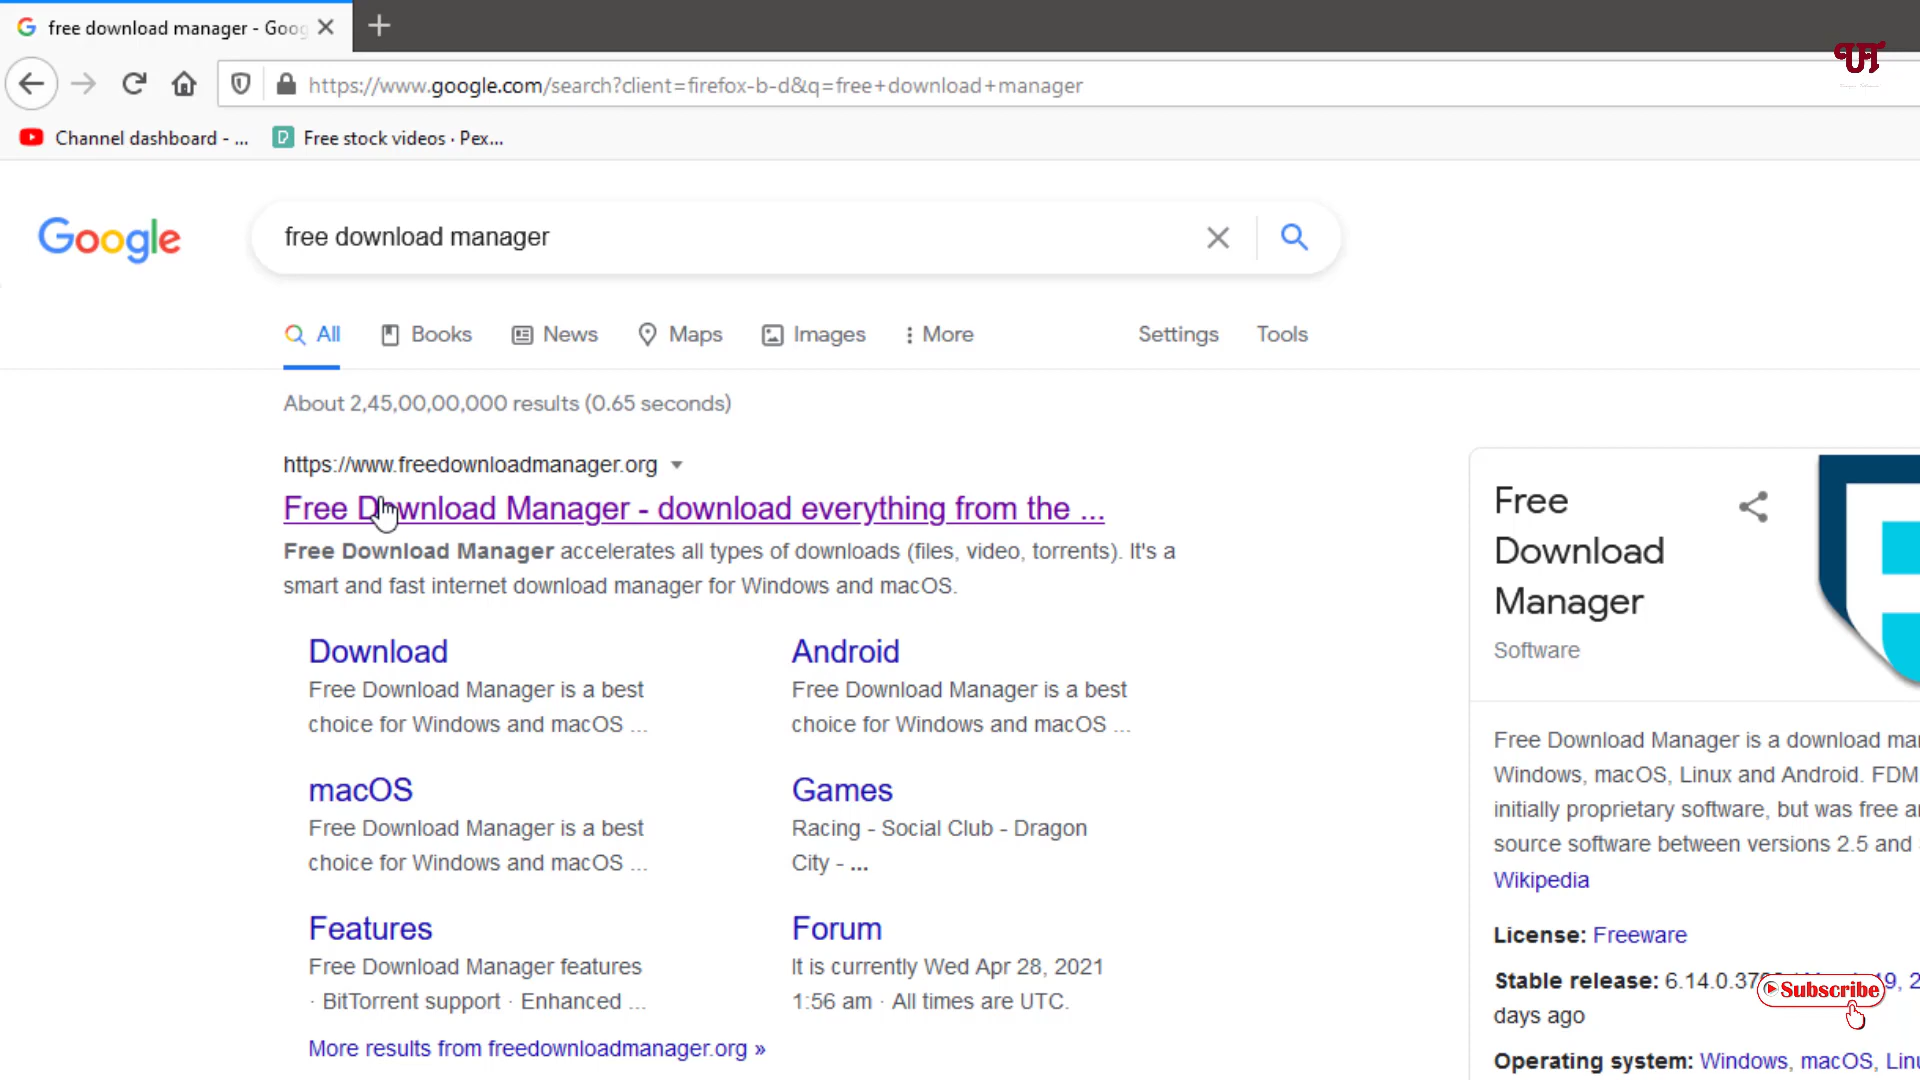 free download manager - Goog
https://www.google.com/search?client=firefox-b-d&q=free+download+manager
Channel dashboard - ...
Free stock videos · Pex...
Google
free download manager
All
Books
News
Maps
Images
More
Settings
Tools
About 2,45,00,00,000 results (0.65 seconds)
https://www.freedownloadmanager.org
Free Download Manager - download everything from the ...
Free Download Manager accelerates all types of downloads (files, video, torrents). It's a
smart and fast internet download manager for Windows and macOS.
Download
Free Download Manager is a best
choice for Windows and macOS ...
Android
Free Download Manager is a best
choice for Windows and macOS ...
macOS
Free Download Manager is a best
choice for Windows and macOS ...
Games
Racing - Social Club - Dragon
City - ...
Features
Free Download Manager features
· BitTorrent support · Enhanced ...
Forum
It is currently Wed Apr 28, 2021
1:56 am · All times are UTC.
More results from freedownloadmanager.org »
Free
Download
Manager
Software
Free Download Manager is a download
Windows, macOS, Linux and Android. FDM
initially proprietary software, but was free
source software between versions 2.5 and
Wikipedia
License: Freeware
Stable release: 6.14.0.37
days ago
Operating system: Windows, macOS,
Subscribe